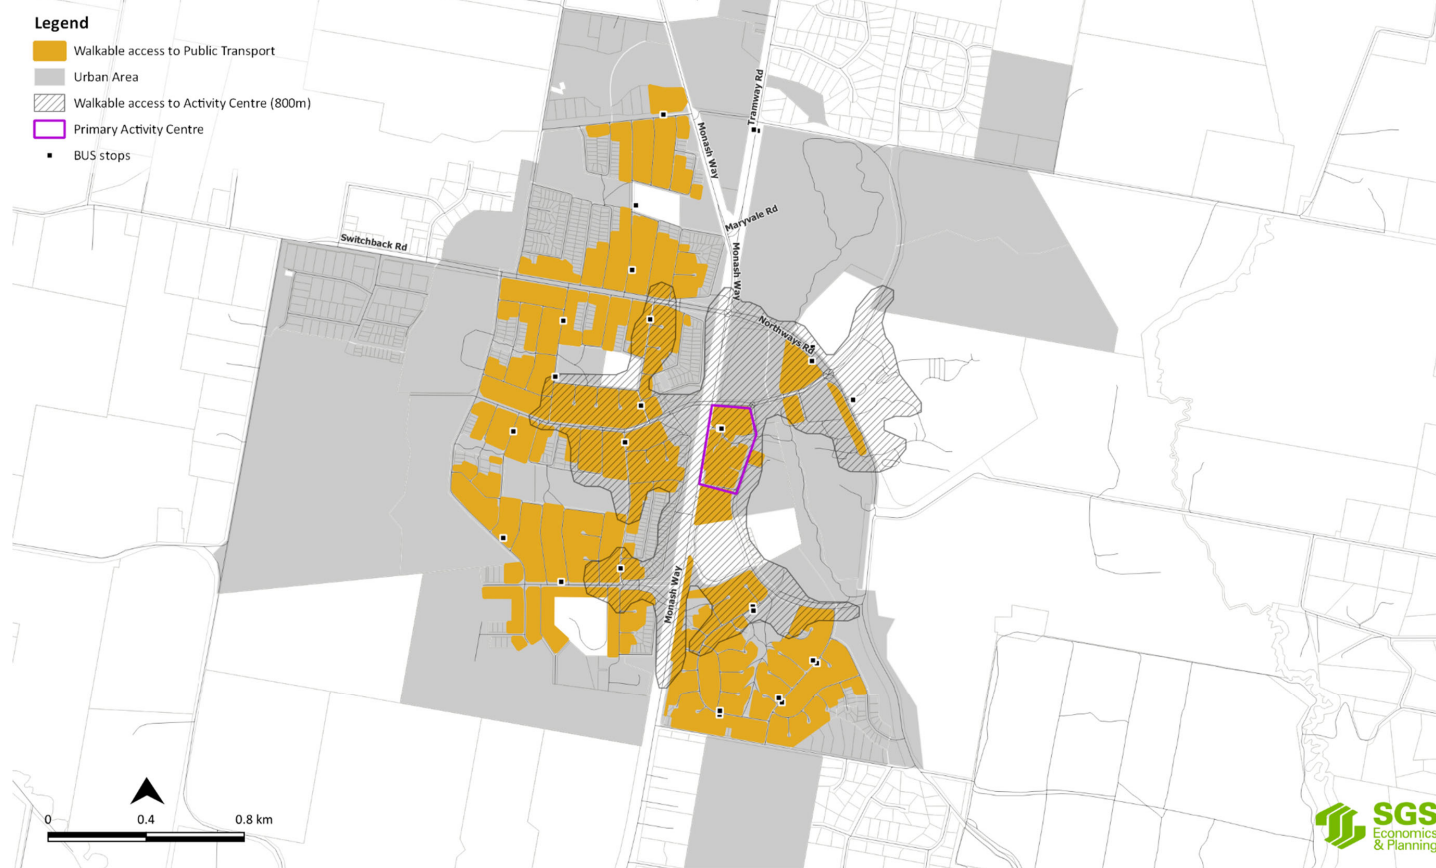 Legend
Walkable access to Public Transport
Urban Area
Walkable access to Activity Centre (800m)
Primary Activity Centre
BUS stops
Tramway Rd
Monash Way
Maryvale Rd
Switchback Rd
Monash Way
Northways Rd
Monash Way
0 0.4 0.8 km
SGS
Economics
& Planning